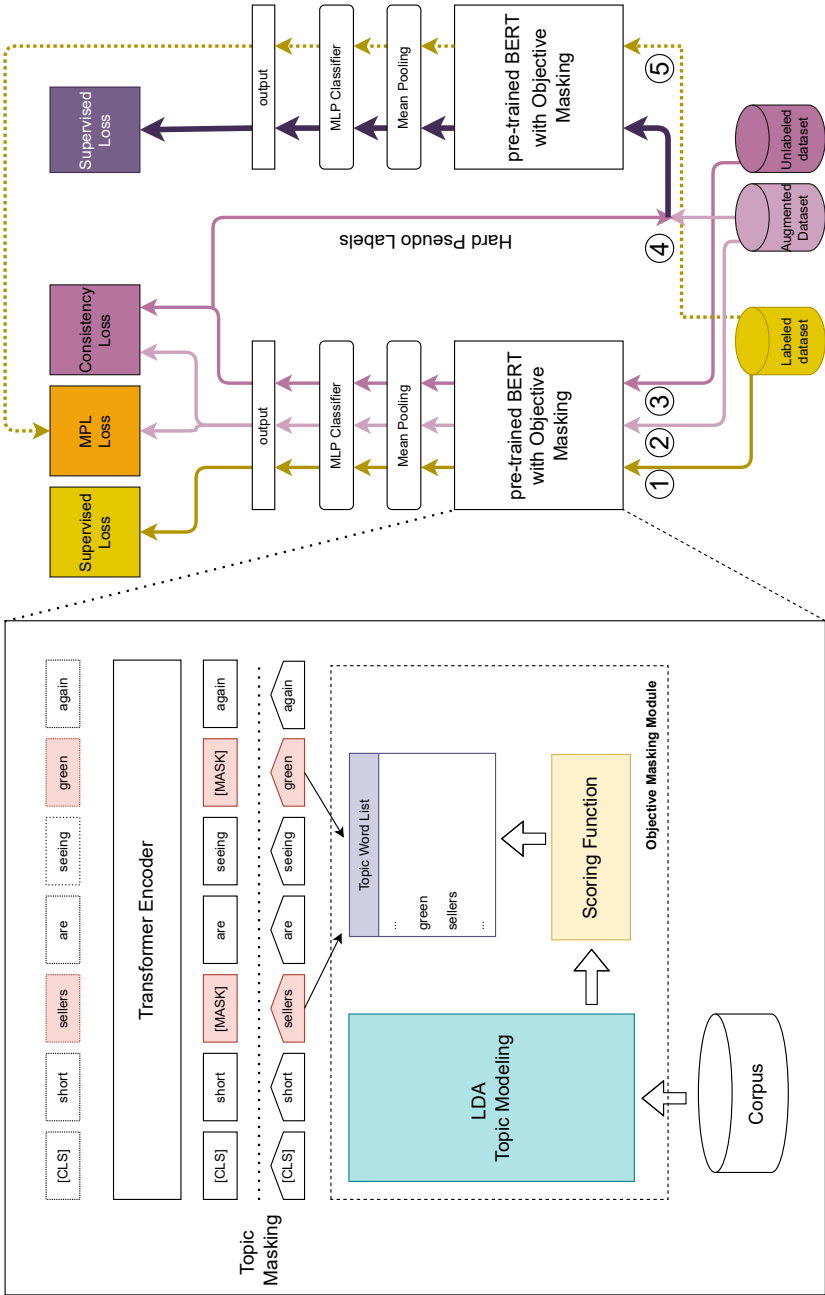 [CLS]
short
sellers
are
seeing
green
again
Transformer Encoder
[CLS]
short
[MASK]
are
seeing
[MASK]
again
Topic
Masking
[CLS]
short
sellers
are
seeing
green
again
LDA
Topic Modeling
Topic Word List
...
green
sellers
...
Scoring Function
Objective Masking Module
Corpus
Supervised
Loss
MPL
Loss
Consistency
Loss
output
MLP Classifier
Mean Pooling
pre-trained BERT
with Objective
Masking
1
2
3
Labeled
dataset
Hard Pseudo Labels
4
5
Supervised
Loss
output
MLP Classifier
Mean Pooling
pre-trained BERT
with Objective
Masking
Augmented
Dataset
Unlabeled
dataset